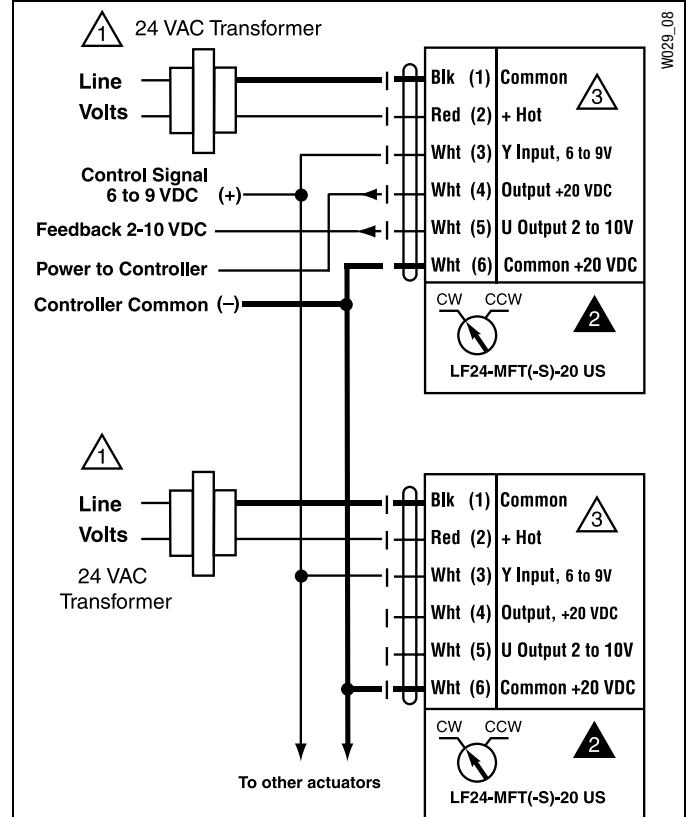 W029_08
1 24 VAC Transformer
Line
Volts
Control Signal
6 to 9 VDC (+)
Feedback 2-10 VDC
Power to Controller
Controller Common (–)
Blk (1) Common
3
Red (2) + Hot
Wht (3) Y Input, 6 to 9V
Wht (4) Output +20 VDC
Wht (5) U Output 2 to 10V
Wht (6) Common +20 VDC
CW CCW
2
LF24-MFT(-S)-20 US
1
Line
Volts
24 VAC
Transformer
Blk (1) Common
3
Red (2) + Hot
Wht (3) Y Input, 6 to 9V
Wht (4) Output, +20 VDC
Wht (5) U Output 2 to 10V
Wht (6) Common +20 VDC
CW CCW
2
LF24-MFT(-S)-20 US
To other actuators